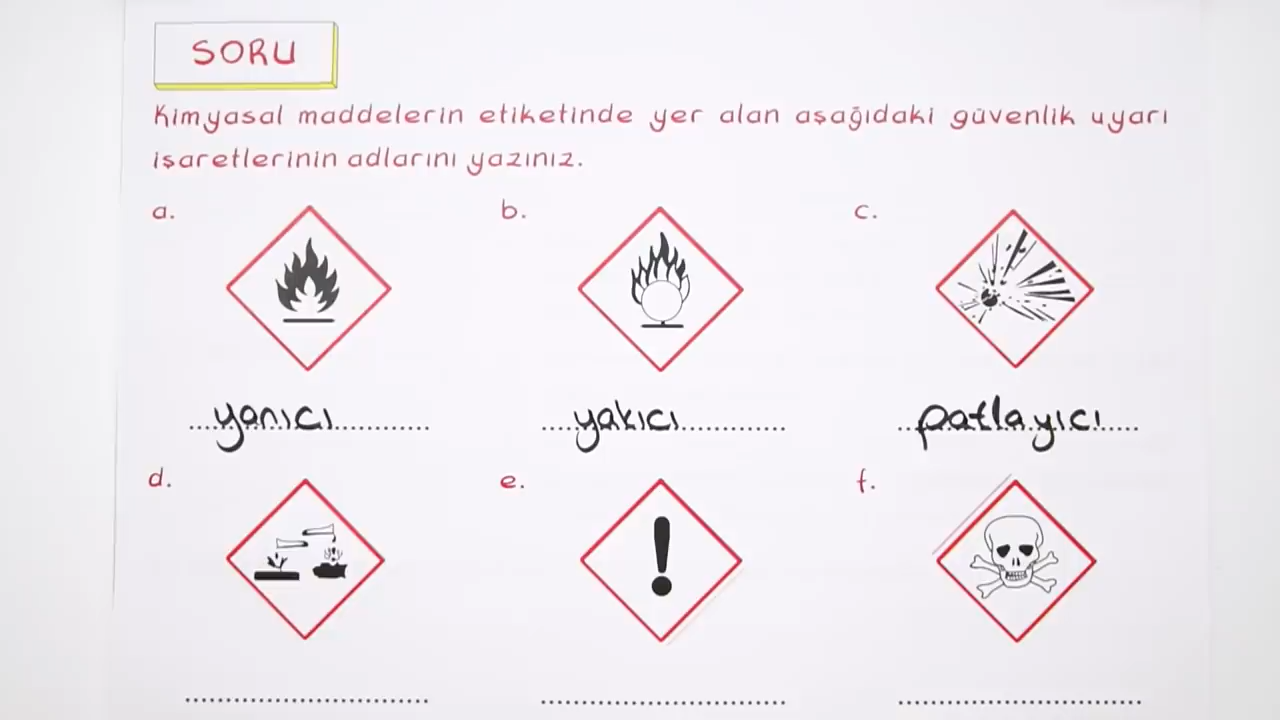 SORU
Kimyasal maddelerin etiketinde yer alan aşağıdaki güvenlik uyarı
işaretlerinin adlarını yazınız.
a. b. c.
yanıcı yakıcı patlayıcı
d. e. f.
!